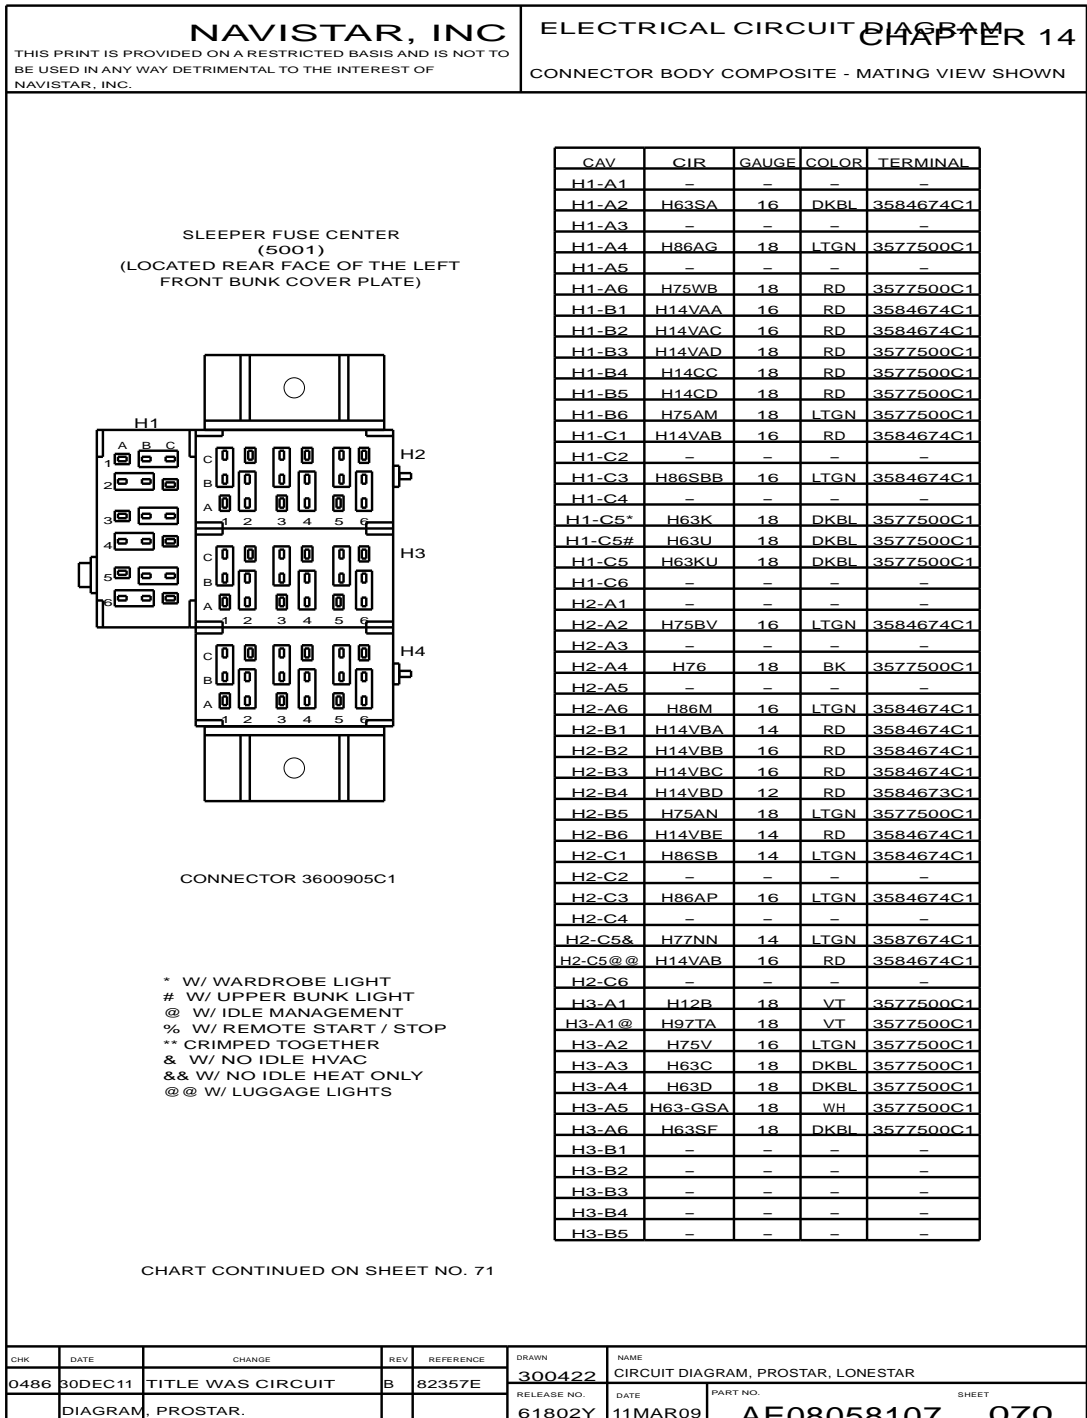 NAVISTAR, INC
THIS PRINT IS PROVIDED ON A RESTRICTED BASIS AND IS NOT TO
BE USED IN ANY WAY DETRIMENTAL TO THE INTEREST OF
NAVISTAR, INC.
ELECTRICAL CIRCUIT DIAGRAM
CHAPTER 14
CONNECTOR BODY COMPOSITE - MATING VIEW SHOWN
SLEEPER FUSE CENTER
(5001)
(LOCATED REAR FACE OF THE LEFT
FRONT BUNK COVER PLATE)
H1
A B C
1
2
3
4
5
6
H2
C
B
A
1 2 3 4 5 6
H3
C
B
A
1 2 3 4 5 6
H4
C
B
A
1 2 3 4 5 6
CONNECTOR 3600905C1
* W/ WARDROBE LIGHT
# W/ UPPER BUNK LIGHT
@ W/ IDLE MANAGEMENT
% W/ REMOTE START / STOP
** CRIMPED TOGETHER
& W/ NO IDLE HVAC
&& W/ NO IDLE HEAT ONLY
@@ W/ LUGGAGE LIGHTS
CHART CONTINUED ON SHEET NO. 71
CAV CIR GAUGE COLOR TERMINAL
H1-A1 – – – –
H1-A2 H63SA 16 DKBL 3584674C1
H1-A3 – – – –
H1-A4 H86AG 18 LTGN 3577500C1
H1-A5 – – – –
H1-A6 H75WB 18 RD 3577500C1
H1-B1 H14VAA 16 RD 3584674C1
H1-B2 H14VAC 16 RD 3584674C1
H1-B3 H14VAD 18 RD 3577500C1
H1-B4 H14CC 18 RD 3577500C1
H1-B5 H14CD 18 RD 3577500C1
H1-B6 H75AM 18 LTGN 3577500C1
H1-C1 H14VAB 16 RD 3584674C1
H1-C2 – – – –
H1-C3 H86SBB 16 LTGN 3584674C1
H1-C4 – – – –
H1-C5* H63K 18 DKBL 3577500C1
H1-C5# H63U 18 DKBL 3577500C1
H1-C5 H63KU 18 DKBL 3577500C1
H1-C6 – – – –
H2-A1 – – – –
H2-A2 H75BV 16 LTGN 3584674C1
H2-A3 – – – –
H2-A4 H76 18 BK 3577500C1
H2-A5 – – – –
H2-A6 H86M 16 LTGN 3584674C1
H2-B1 H14VBA 14 RD 3584674C1
H2-B2 H14VBB 16 RD 3584674C1
H2-B3 H14VBC 16 RD 3584674C1
H2-B4 H14VBD 12 RD 3584673C1
H2-B5 H75AN 18 LTGN 3577500C1
H2-B6 H14VBE 14 RD 3584674C1
H2-C1 H86SB 14 LTGN 3584674C1
H2-C2 – – – –
H2-C3 H86AP 16 LTGN 3584674C1
H2-C4 – – – –
H2-C5& H77NN 14 LTGN 3587674C1
H2-C5@@ H14VAB 16 RD 3584674C1
H2-C6 – – – –
H3-A1 H12B 18 VT 3577500C1
H3-A1@ H97TA 18 VT 3577500C1
H3-A2 H75V 16 LTGN 3577500C1
H3-A3 H63C 18 DKBL 3577500C1
H3-A4 H63D 18 DKBL 3577500C1
H3-A5 H63-GSA 18 WH 3577500C1
H3-A6 H63SF 18 DKBL 3577500C1
H3-B1 – – – –
H3-B2 – – – –
H3-B3 – – – –
H3-B4 – – – –
H3-B5 – – – –
CHK DATE CHANGE REV REFERENCE
0486 30DEC11 TITLE WAS CIRCUIT B 82357E
DIAGRAM, PROSTAR.
DRAWN NAME
300422 CIRCUIT DIAGRAM, PROSTAR, LONESTAR
RELEASE NO. DATE PART NO. SHEET
61802Y 11MAR09 AE08058107 070